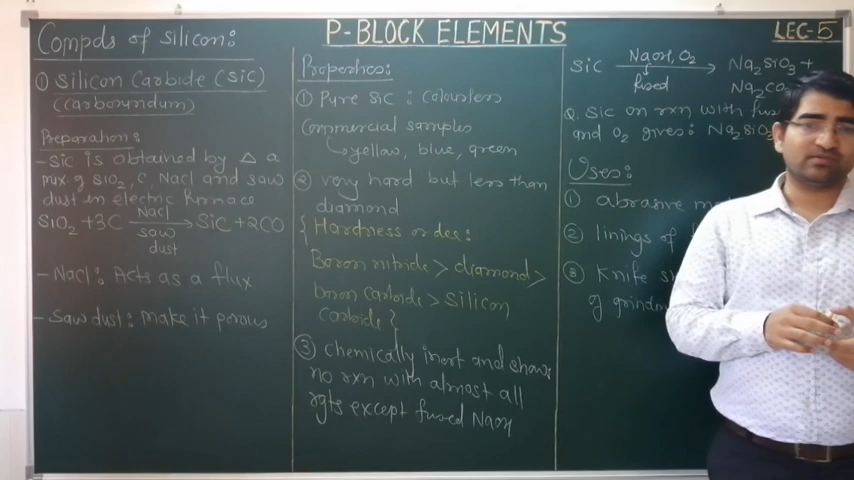 P-BLOCK ELEMENTS
LEC-5
Compds of silicon:
① Silicon Carbide (SiC)
(Carborundum)
Preparation:
- SiC is obtained by △ a
mix. of SiO₂, C, NaCl and saw
dust in electric furnace
SiO₂ + 3C NaCl → SiC + 2CO
saw
dust
- NaCl: Acts as a flux
- Saw dust: Make it porous
Properties:
① Pure SiC : colourless
Commercial samples
↳ yellow, blue, green
② very hard but less than
diamond
{ Hardness order:
Boron nitride > diamond >
boron carbide > silicon
carbide }
③ chemically inert and shows
no rxn with almost all
rgts except fused NaOH
SiC NaOH, O₂ → Na₂SiO₃ +
fused Na₂CO
Q. SiC on rxn with fus
and O₂ gives: Na₂SiO₃
Uses:
① abrasive ma
② linings of
③ Knife s
of grindin